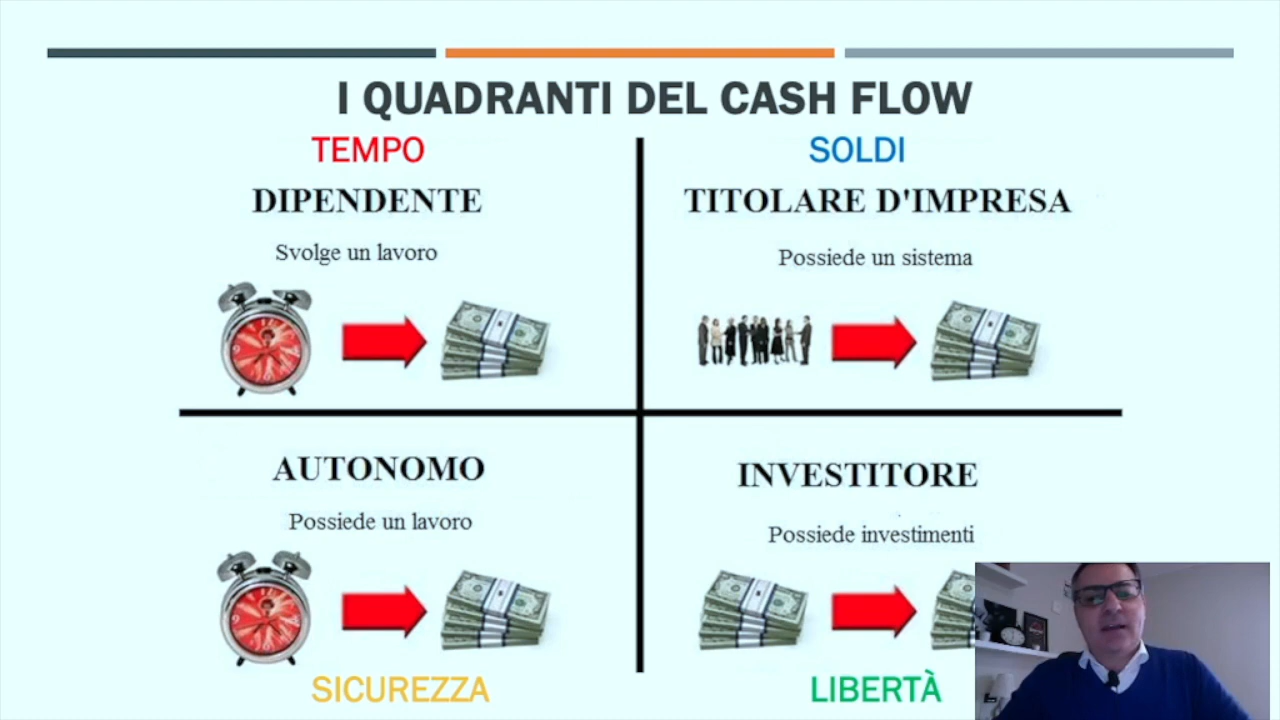 I QUADRANTI DEL CASH FLOW
TEMPO
DIPENDENTE
Svolge un lavoro
SOLDI
TITOLARE D'IMPRESA
Possiede un sistema
AUTONOMO
Possiede un lavoro
SICUREZZA
INVESTITORE
Possiede investimenti
LIBERTÀ